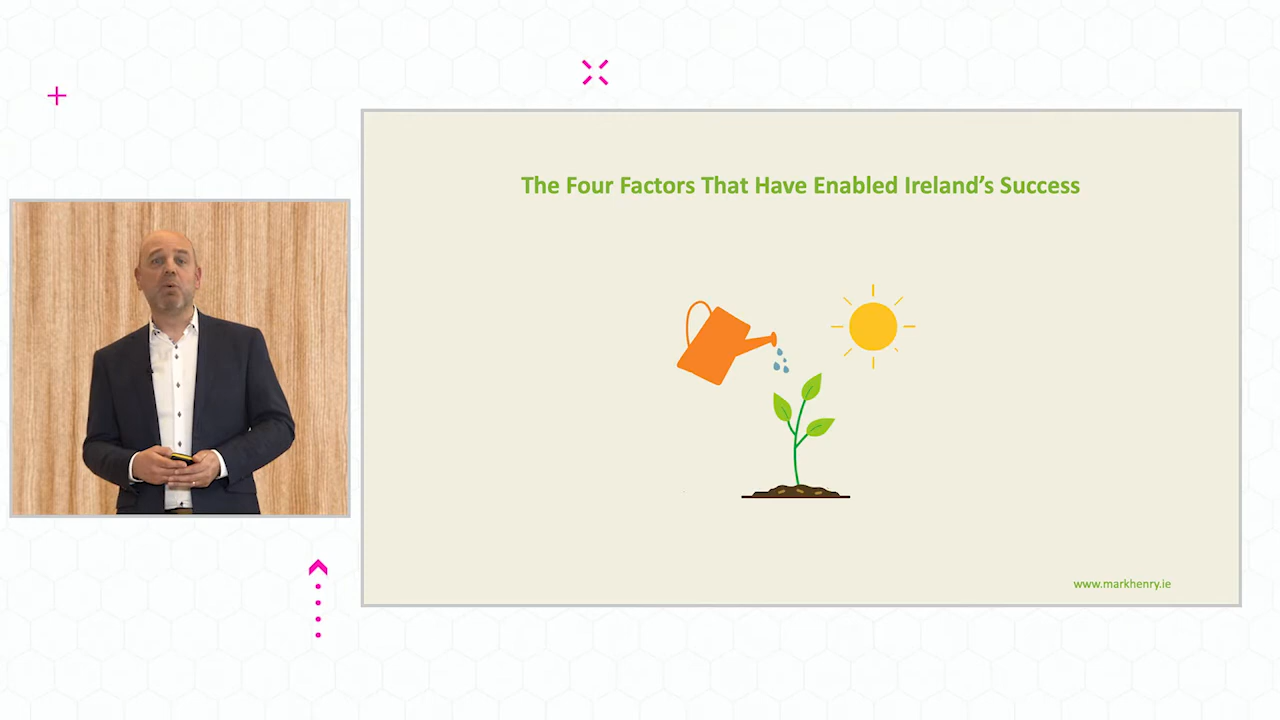 The Four Factors That Have Enabled Ireland’s Success
www.markhenry.ie